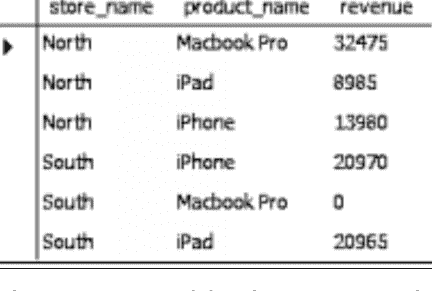 store_name product_name revenue
North Macbook Pro 32475
North iPad 8985
North iPhone 13980
South iPhone 20970
South Macbook Pro 0
South iPad 20965